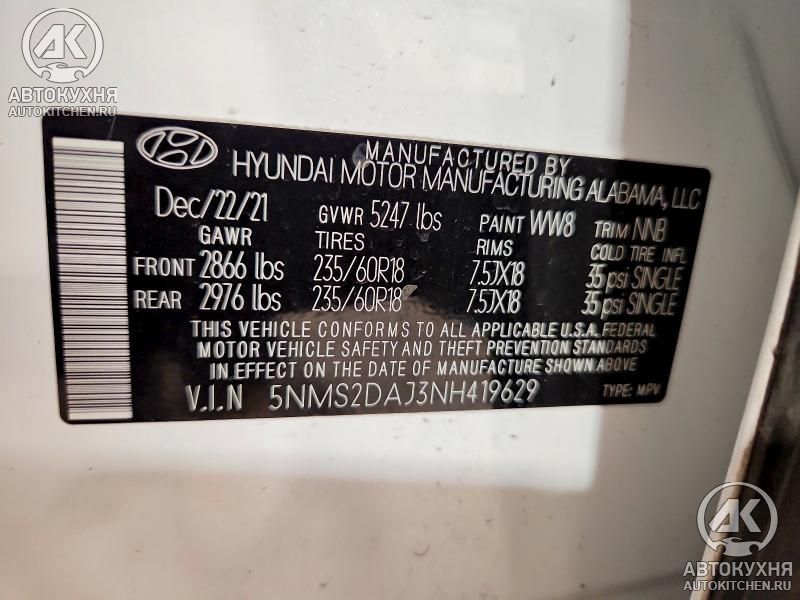 AK
АВТОКУХНЯ
AUTOKITCHEN.RU
MANUFACTURED BY
HYUNDAI MOTOR MANUFACTURING ALABAMA, LLC
Dec/22/21 GVWR 5247 lbs PAINT WW8 TRIM NNB
GAWR TIRES RIMS COLD TIRE INFL
FRONT 2866 lbs 235/60R18 7.5JX18 35 psi SINGLE
REAR 2976 lbs 235/60R18 7.5JX18 35 psi SINGLE
THIS VEHICLE CONFORMS TO ALL APPLICABLE U.S.A. FEDERAL
MOTOR VEHICLE SAFETY AND THEFT PREVENTION STANDARDS
IN EFFECT ON THE DATE OF MANUFACTURE SHOWN ABOVE
V.I.N 5NMS2DAJ3NH419629 TYPE: MPV
AK
АВТОКУХНЯ
AUTOKITCHEN.RU